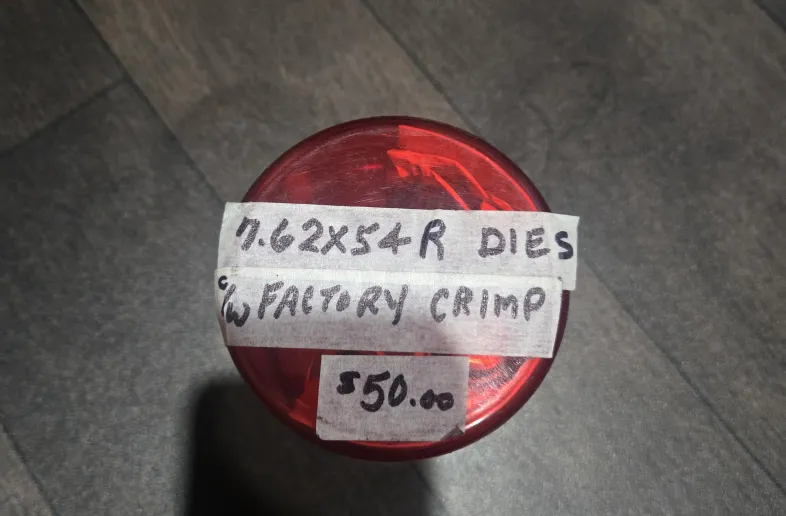 7.62X54R DIES
c/w FACTORY CRIMP
$50.00